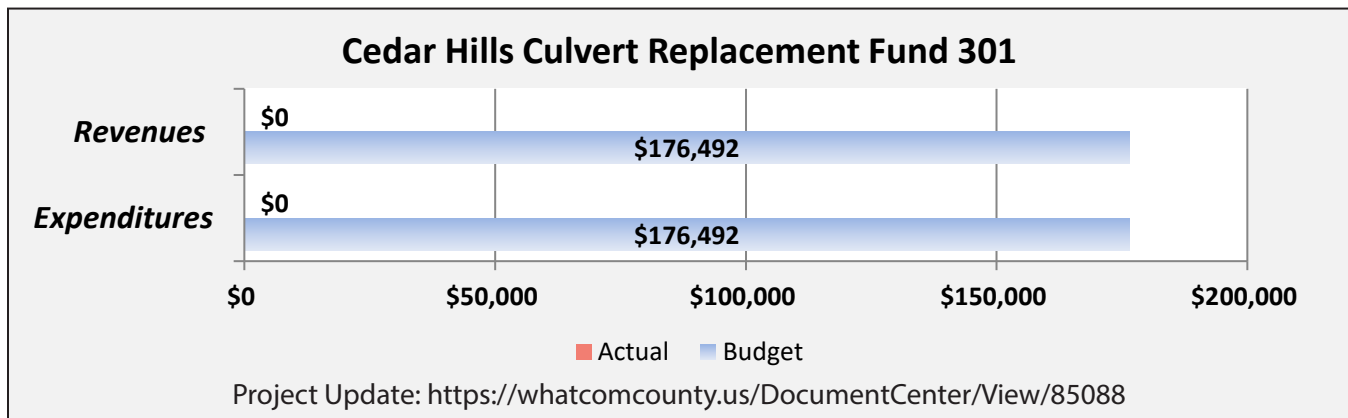 Cedar Hills Culvert Replacement Fund 301
Revenues
$0
$176,492
Expenditures
$0
$176,492
$0 $50,000 $100,000 $150,000 $200,000
Actual Budget
Project Update: https://whatcomcounty.us/DocumentCenter/View/85088